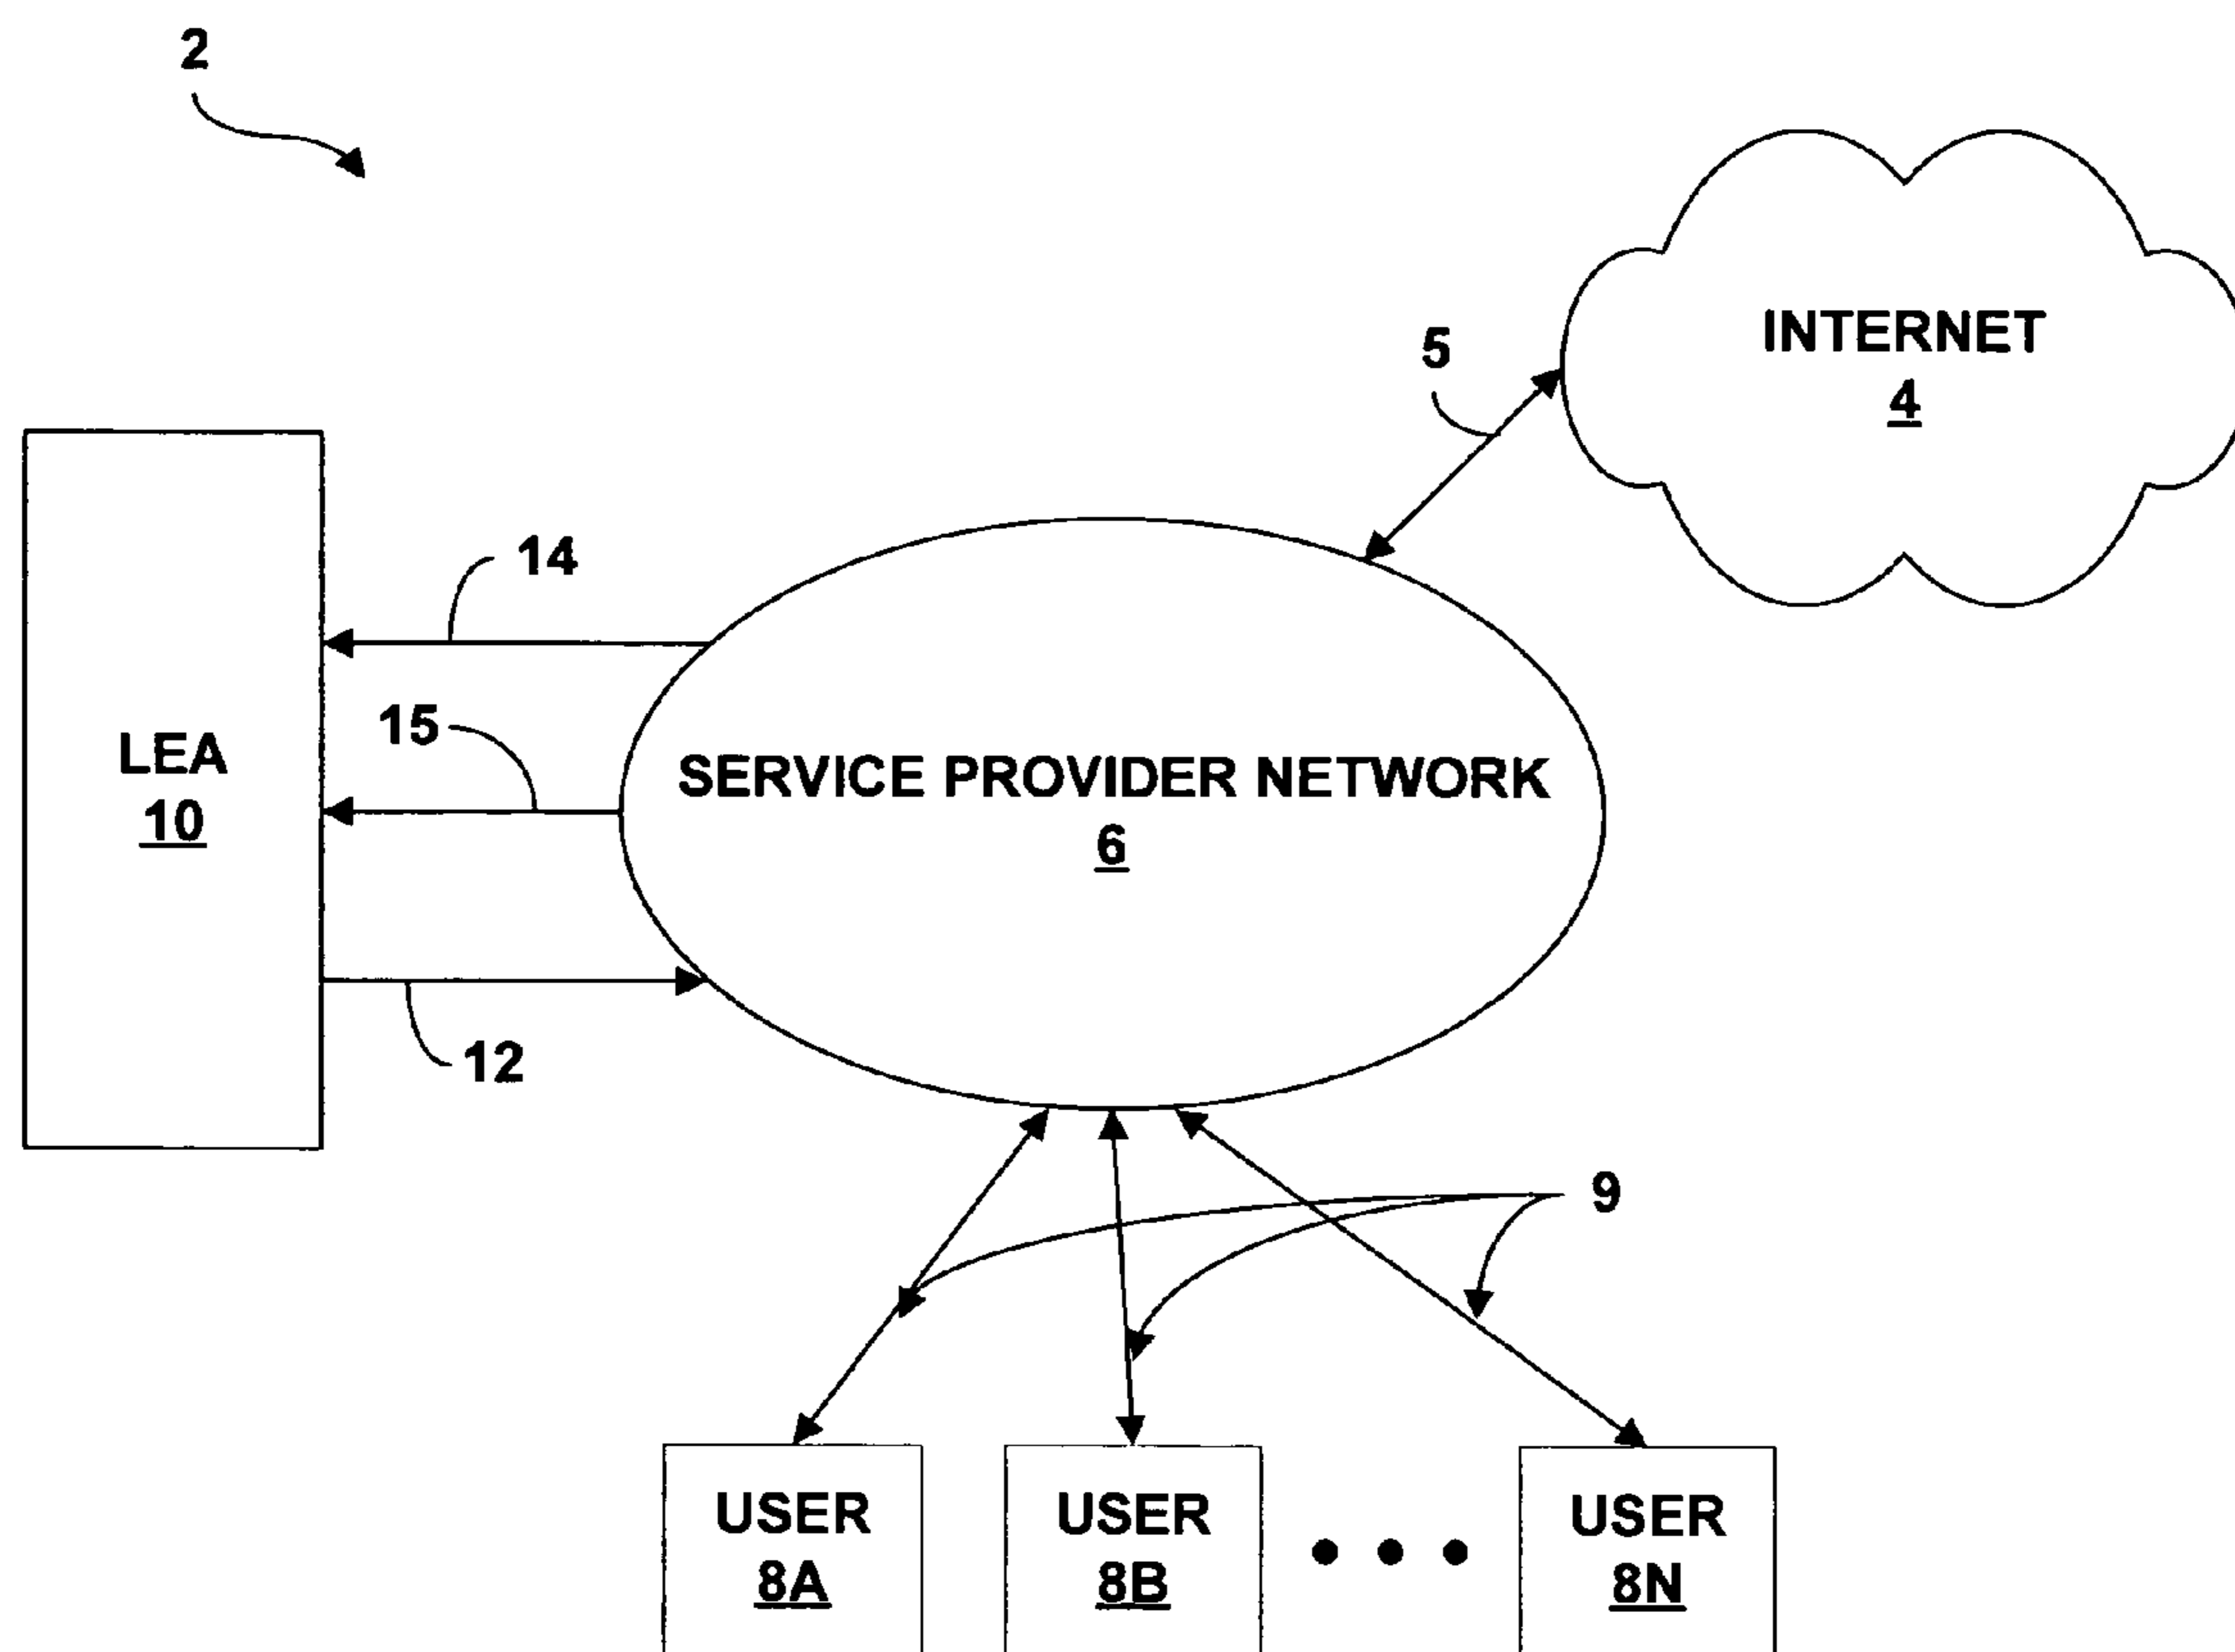 2
INTERNET
4
5
14
15
LEA
10
SERVICE PROVIDER NETWORK
6
12
9
USER
8A
USER
8B
USER
8N